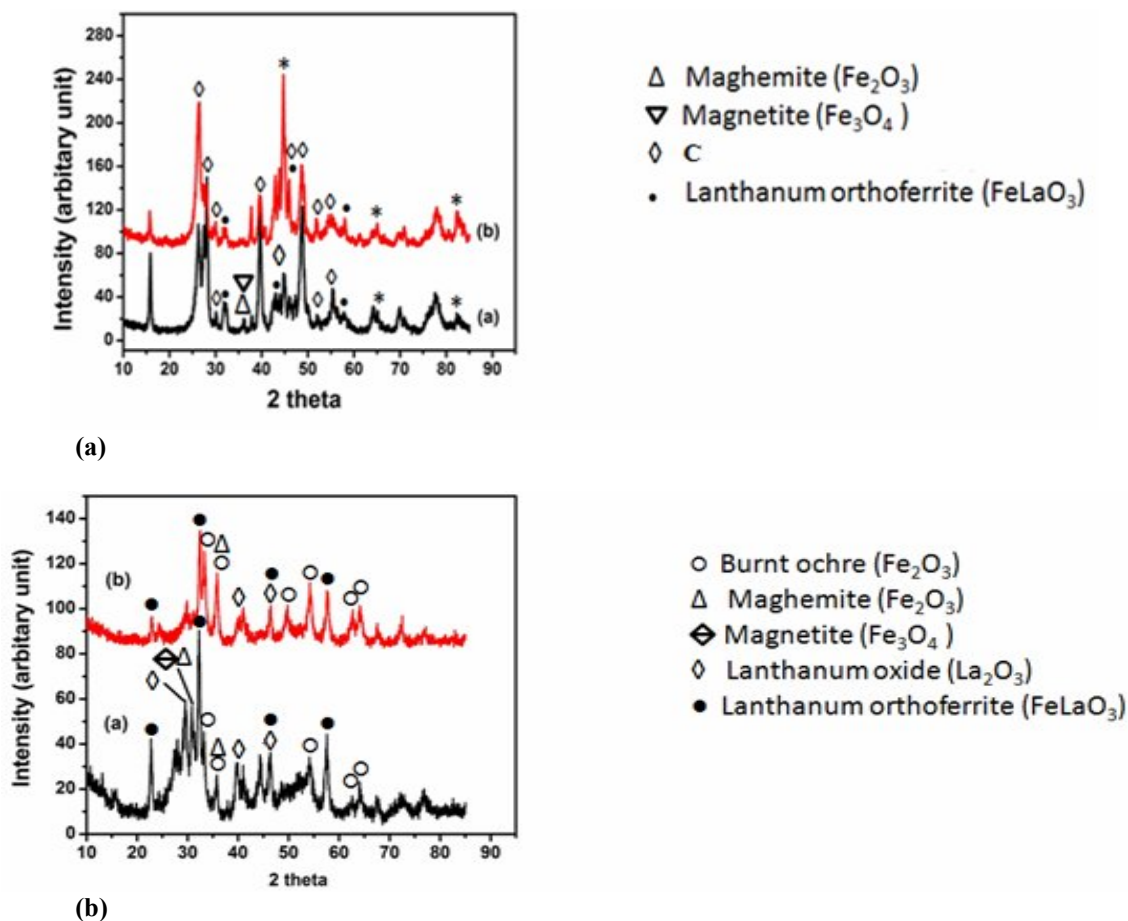 280
240
200
160
120
80
40
0
Intensity (arbitary unit)
(b)
(a)
10 20 30 40 50 60 70 80 90
2 theta
* * * * *
Δ Maghemite (Fe₂O₃)
∇ Magnetite (Fe₃O₄ )
◊ C
• Lanthanum orthoferrite (FeLaO₃)
(a)
140
120
100
80
60
40
20
0
Intensity (arbitary unit)
(b)
(a)
10 20 30 40 50 60 70 80 90
2 theta
○ Burnt ochre (Fe₂O₃)
Δ Maghemite (Fe₂O₃)
Magnetite (Fe₃O₄)
◊ Lanthanum oxide (La₂O₃)
● Lanthanum orthoferrite (FeLaO₃)
(b)